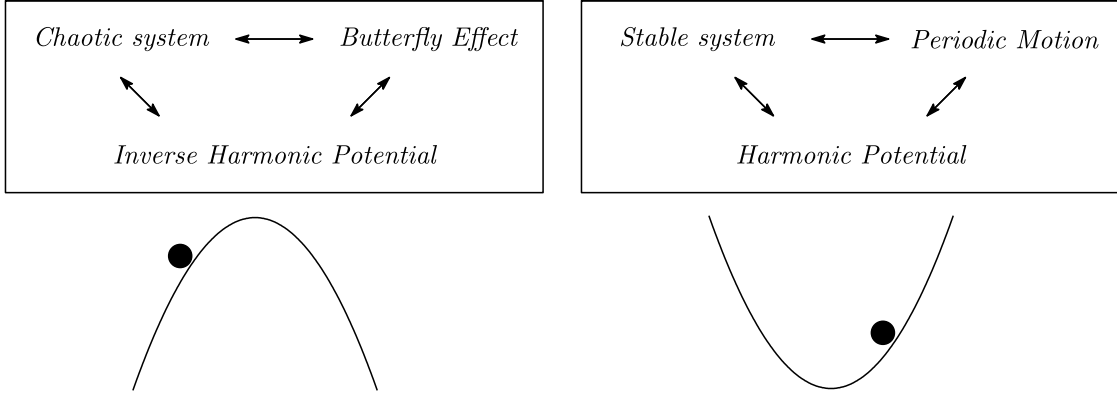 Chaotic system
Butterfly Effect
Inverse Harmonic Potential
Stable system
Periodic Motion
Harmonic Potential